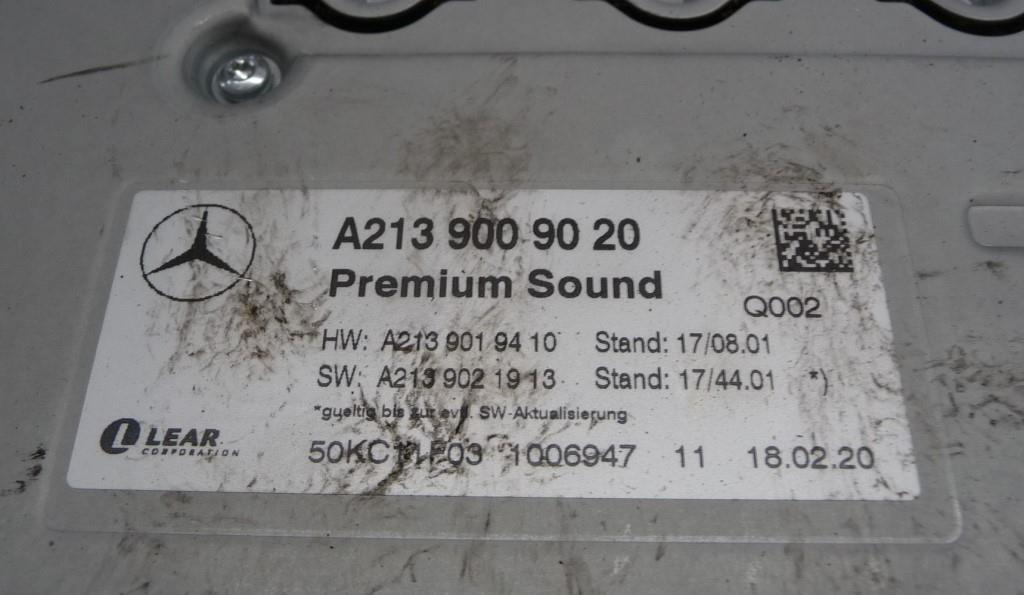 A213 900 90 20
Premium Sound
Q002
HW: A213 901 94 10 Stand: 17/08.01
SW: A213 902 19 13 Stand: 17/44.01 *)
*gueltig bis zur evtl. SW-Aktualisierung
LEAR
CORPORATION
50KC11F03 1006947 11 18.02.20